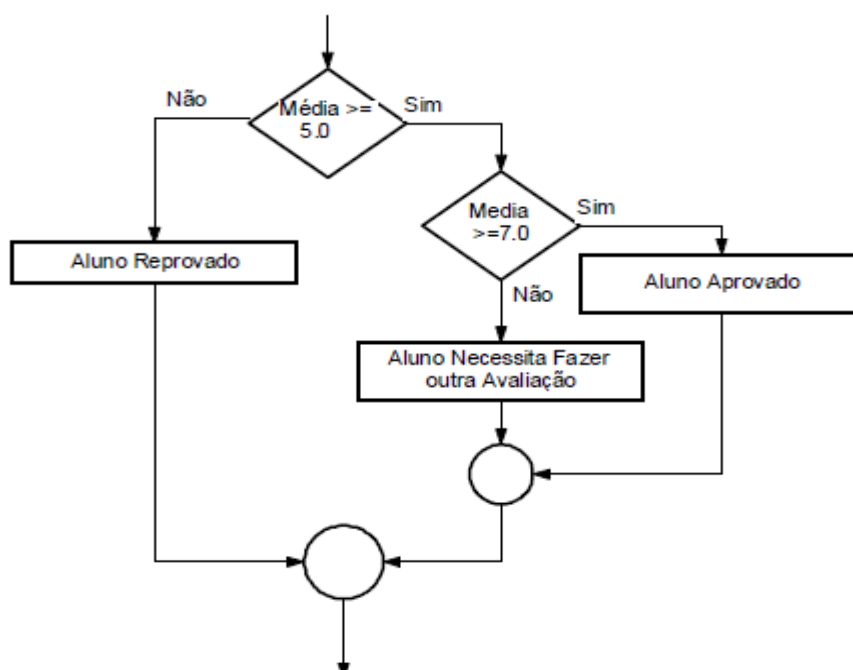 Não
Média >=
5.0
Sim
Media
>=7.0
Sim
Aluno Reprovado
Não
Aluno Aprovado
Aluno Necessita Fazer
outra Avaliação